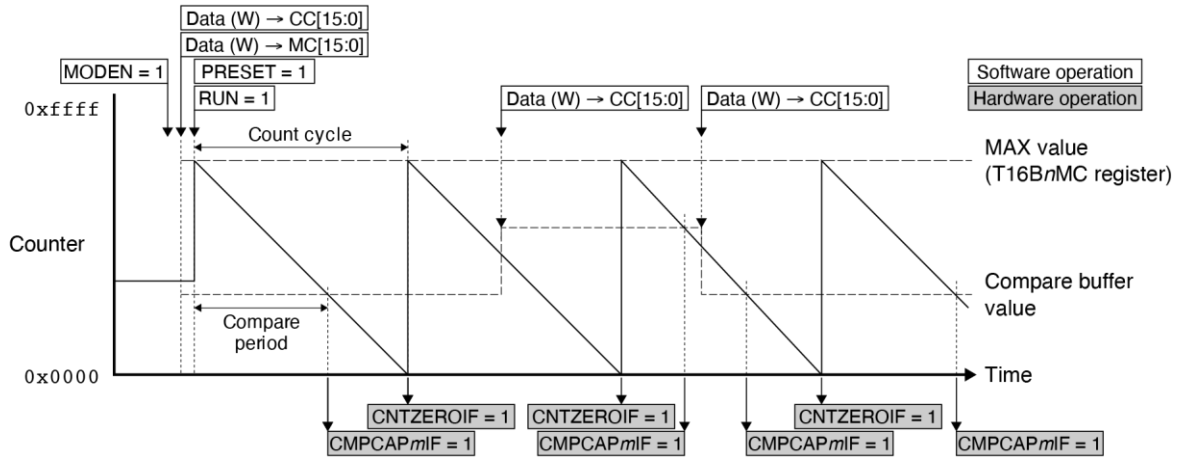 Data (W) → CC[15:0]
Data (W) → MC[15:0]
MODEN = 1
PRESET = 1
RUN = 1
Software operation
Hardware operation
0xffff
Data (W) → CC[15:0]
Data (W) → CC[15:0]
Count cycle
MAX value
(T16BnMC register)
Counter
Compare buffer
value
Compare
period
0x0000
Time
CNTZEROIF = 1
CNTZEROIF = 1
CNTZEROIF = 1
CMPCAPmIF = 1
CMPCAPmIF = 1
CMPCAPmIF = 1
CMPCAPmIF = 1